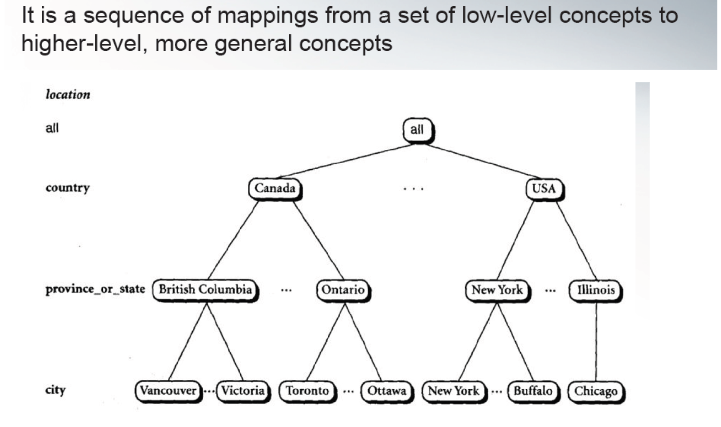 It is a sequence of mappings from a set of low-level concepts to
higher-level, more general concepts
location
all all
country Canada ... USA
province_or_state British Columbia ... Ontario New York ... Illinois
city Vancouver ... Victoria Toronto ... Ottawa New York ... Buffalo Chicago